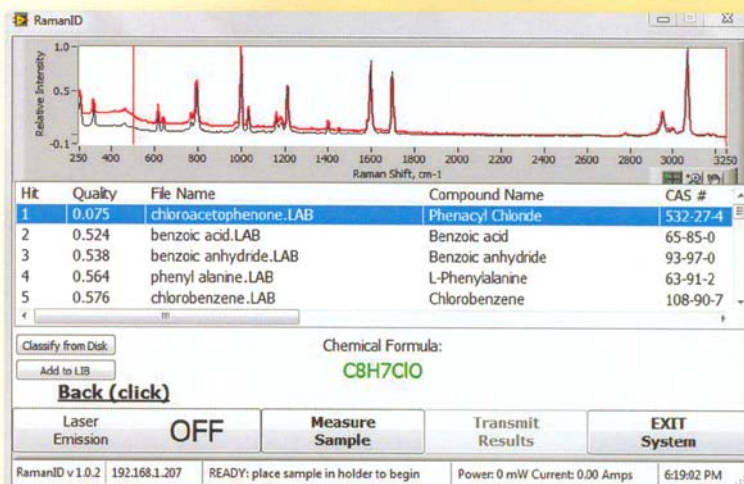 RamanID
Relative Intensity
1.0
0.5
-0.1
250 400 600 800 1000 1200 1400 1600 1800 2000 2200 2400 2600 2800 3000 3250
Raman Shift, cm-1
Hit Quality File Name Compound Name CAS #
1 0.075 chloroacetophenone.LAB Phenacyl Chloride 532-27-4
2 0.524 benzoic acid.LAB Benzoic acid 65-85-0
3 0.538 benzoic anhydride.LAB Benzoic anhydride 93-97-0
4 0.564 phenyl alanine.LAB L-Phenylalanine 63-91-2
5 0.576 chlorobenzene.LAB Chlorobenzene 108-90-7
Classify from Disk
Chemical Formula:
Add to LIB
C8H7ClO
Back (click)
Laser Emission OFF
Measure Sample
Transmit Results
EXIT System
RamanID v 1.0.2 192.168.1.207 READY: place sample in holder to begin Power: 0 mW Current: 0.00 Amps 6:19:02 PM